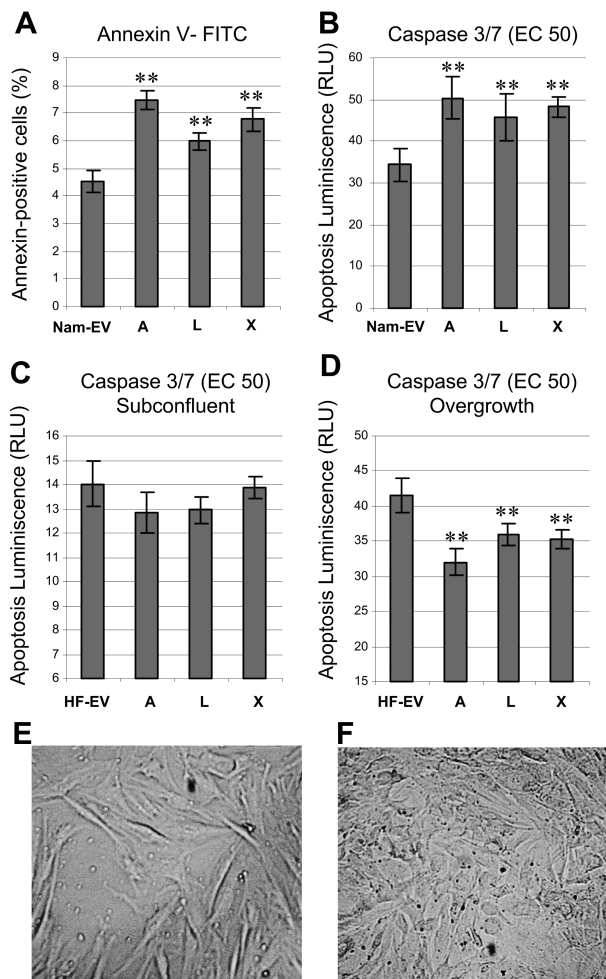 A
Annexin V- FITC
Annexin-positive cells (%)
9
8
7
6
5
4
3
2
1
0
**
**
**
Nam-EV A L X
B
Caspase 3/7 (EC 50)
Apoptosis Luminiscence (RLU)
60
50
40
30
20
10
0
**
**
**
Nam-EV A L X
C
Caspase 3/7 (EC 50)
Subconfluent
Apoptosis Luminiscence (RLU)
16
15
14
13
12
11
10
9
8
7
6
HF-EV A L X
D
Caspase 3/7 (EC 50)
Overgrowth
Apoptosis Luminiscence (RLU)
50
45
40
35
30
25
20
15
**
**
**
HF-EV A L X
E
F